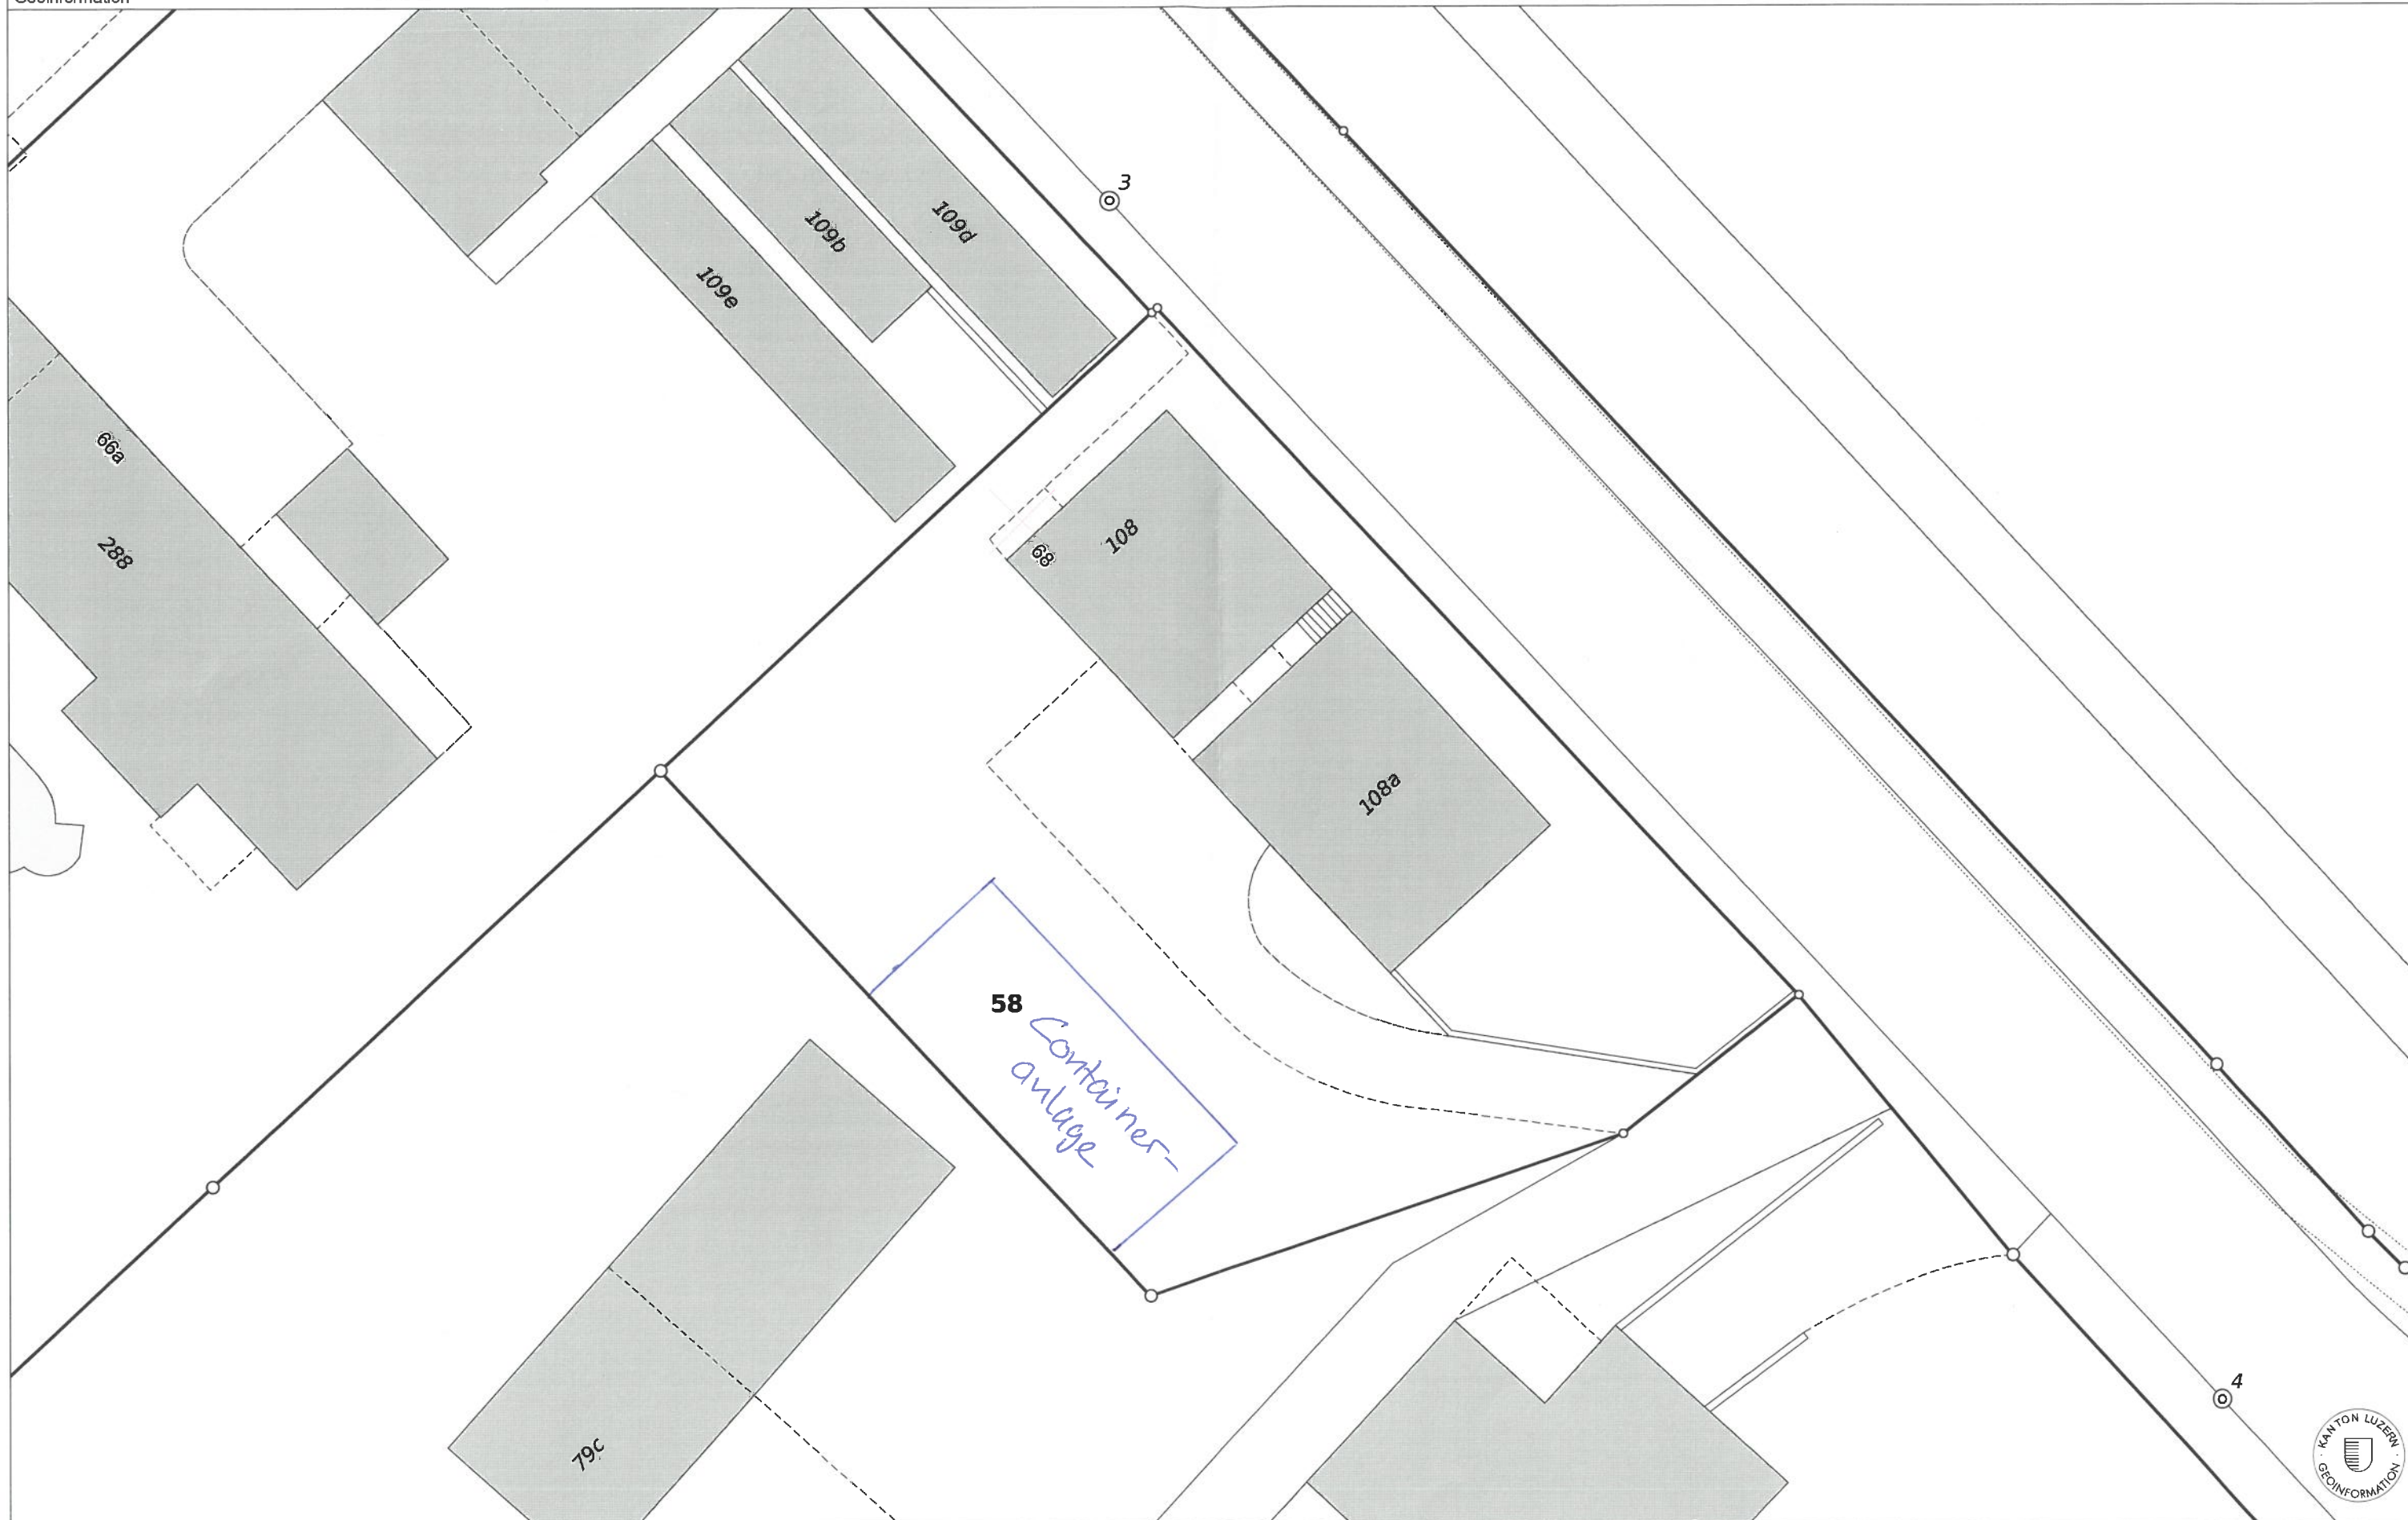 Geoinformation
3
109d
109b
109e
66a
288
108
68
108a
58
Container-
anlage
79c
4
KANTON LUZERN
GEOINFORMATION